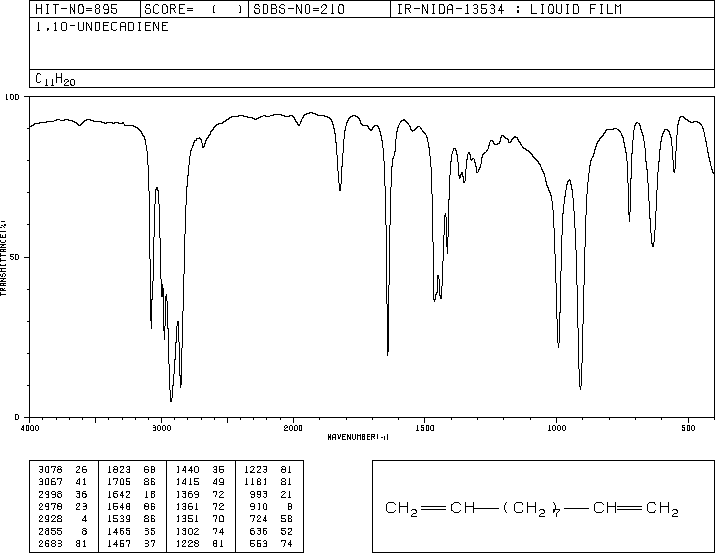 HIT-NO=895 SCORE= ( ) SDBS-NO=210 IR-NIDA-13534 : LIQUID FILM
1,10-UNDECADIENE
C11H20
100
TRANSMITTANCE(%)
50
0
4000 3000 2000 1500 1000 500
WAVENUMBER(-1)
3078 26 1823 68 1440 35 1223 81
3067 41 1705 86 1415 49 1181 81
2998 36 1642 18 1369 72 993 21
2978 23 1548 86 1361 72 910 8
2928 4 1539 86 1351 70 724 58
2855 8 1465 35 1302 74 636 52
2683 81 1457 37 1228 81 553 74
CH2=CH—(CH2)7—CH=CH2